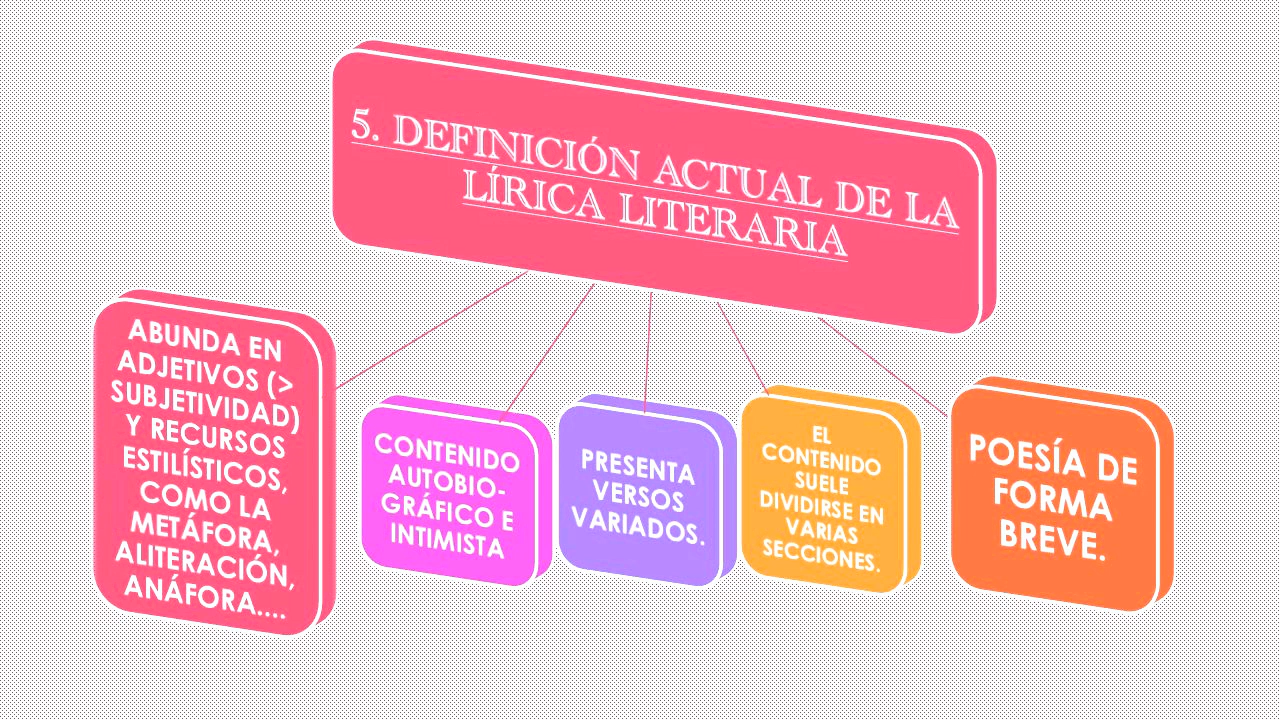 5. DEFINICIÓN ACTUAL DE LA
LÍRICA LITERARIA
ABUNDA EN
ADJETIVOS (>
SUBJETIVIDAD)
Y RECURSOS
ESTILÍSTICOS,
COMO LA
METÁFORA,
ALITERACIÓN,
ANÁFORA....
CONTENIDO
AUTOBIO-
GRÁFICO E
INTIMISTA
PRESENTA
VERSOS
VARIADOS.
EL
CONTENIDO
SUELE
DIVIDIRSE EN
VARIAS
SECCIONES.
POESÍA DE
FORMA
BREVE.